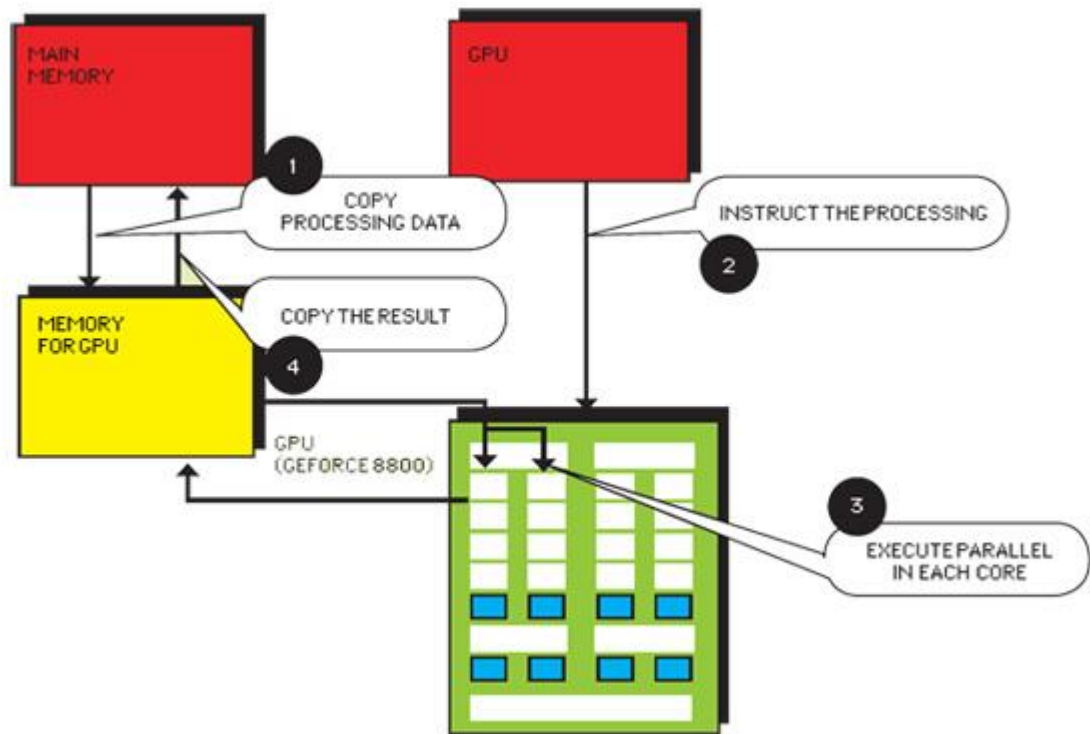 MAIN
MEMORY
GPU
1
COPY
PROCESSING DATA
INSTRUCT THE PROCESSING
2
MEMORY
FOR GPU
COPY THE RESULT
4
GPU
(GEFORCE 8800)
3
EXECUTE PARALLEL
IN EACH CORE